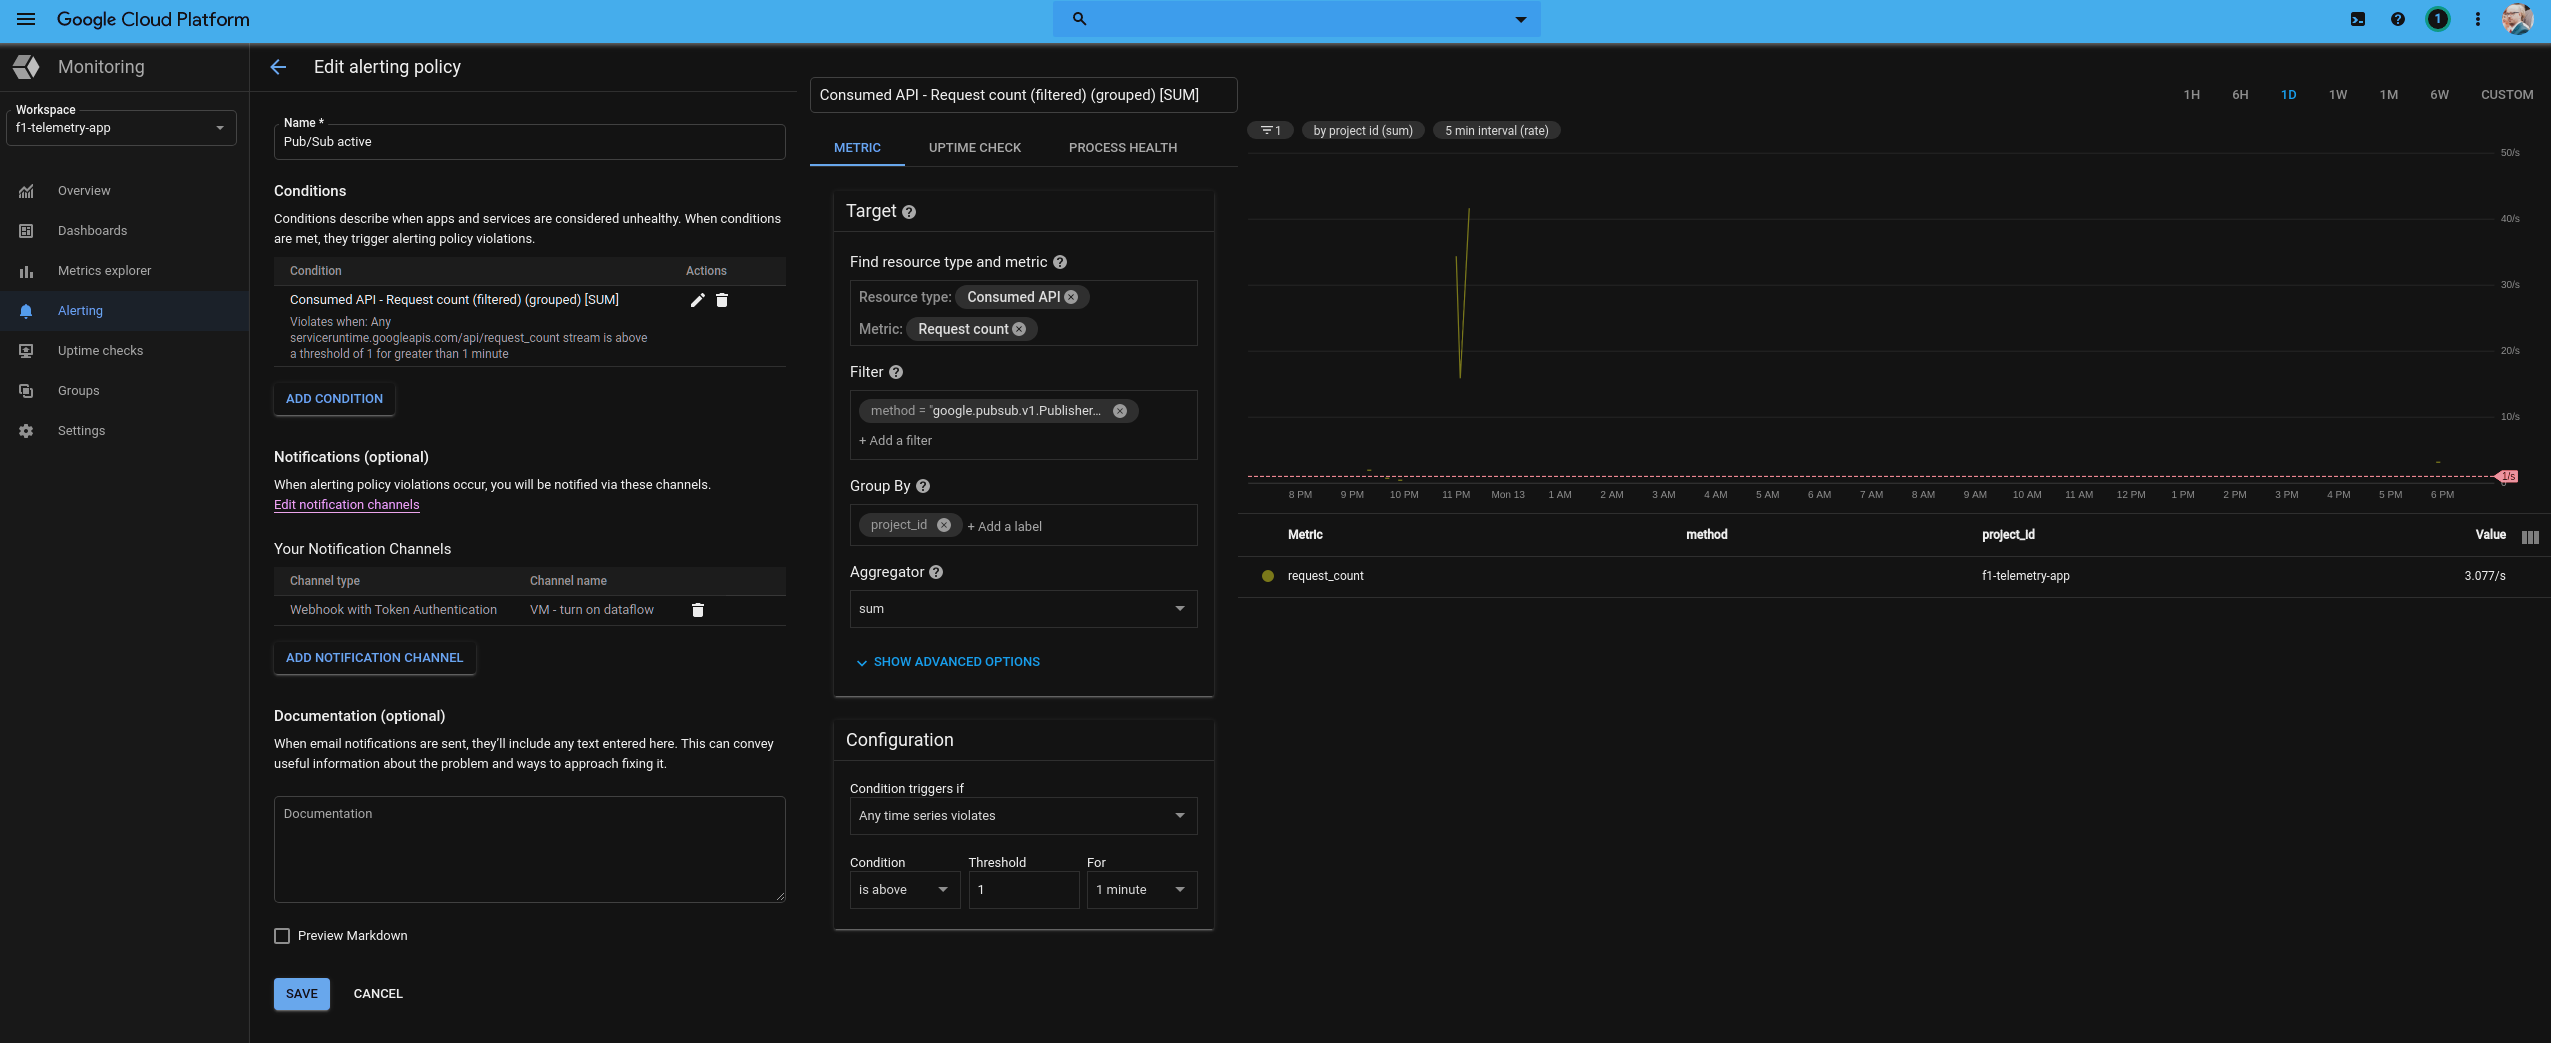 Google Cloud Platform
1
Monitoring
Workspace
f1-telemetry-app
Overview
Dashboards
Metrics explorer
Alerting
Uptime checks
Groups
Settings
Edit alerting policy
Name *
Pub/Sub active
Conditions
Conditions describe when apps and services are considered unhealthy. When conditions
are met, they trigger alerting policy violations.
Condition Actions
Consumed API - Request count (filtered) (grouped) [SUM]
Violates when: Any
serviceruntime.googleapis.com/api/request_count stream is above
a threshold of 1 for greater than 1 minute
ADD CONDITION
Notifications (optional)
When alerting policy violations occur, you will be notified via these channels.
Edit notification channels
Your Notification Channels
Channel type Channel name
Webhook with Token Authentication VM - turn on dataflow
ADD NOTIFICATION CHANNEL
Documentation (optional)
When email notifications are sent, they'll include any text entered here. This can convey
useful information about the problem and ways to approach fixing it.
Documentation
Preview Markdown
SAVE CANCEL
Consumed API - Request count (filtered) (grouped) [SUM]
METRIC UPTIME CHECK PROCESS HEALTH
Target
Find resource type and metric
Resource type: Consumed API
Metric: Request count
Filter
method = "google.pubsub.v1.Publisher...
+ Add a filter
Group By
project_id + Add a label
Aggregator
sum
SHOW ADVANCED OPTIONS
Configuration
Condition triggers if
Any time series violates
Condition Threshold For
is above 1 1 minute
1H 6H 1D 1W 1M 6W CUSTOM
1 by project id (sum) 5 min interval (rate)
50/s
40/s
30/s
20/s
10/s
1/s
8 PM 9 PM 10 PM 11 PM Mon 13 1 AM 2 AM 3 AM 4 AM 5 AM 6 AM 7 AM 8 AM 9 AM 10 AM 11 AM 12 PM 1 PM 2 PM 3 PM 4 PM 5 PM 6 PM
Metric method project_id Value
request_count f1-telemetry-app 3.077/s